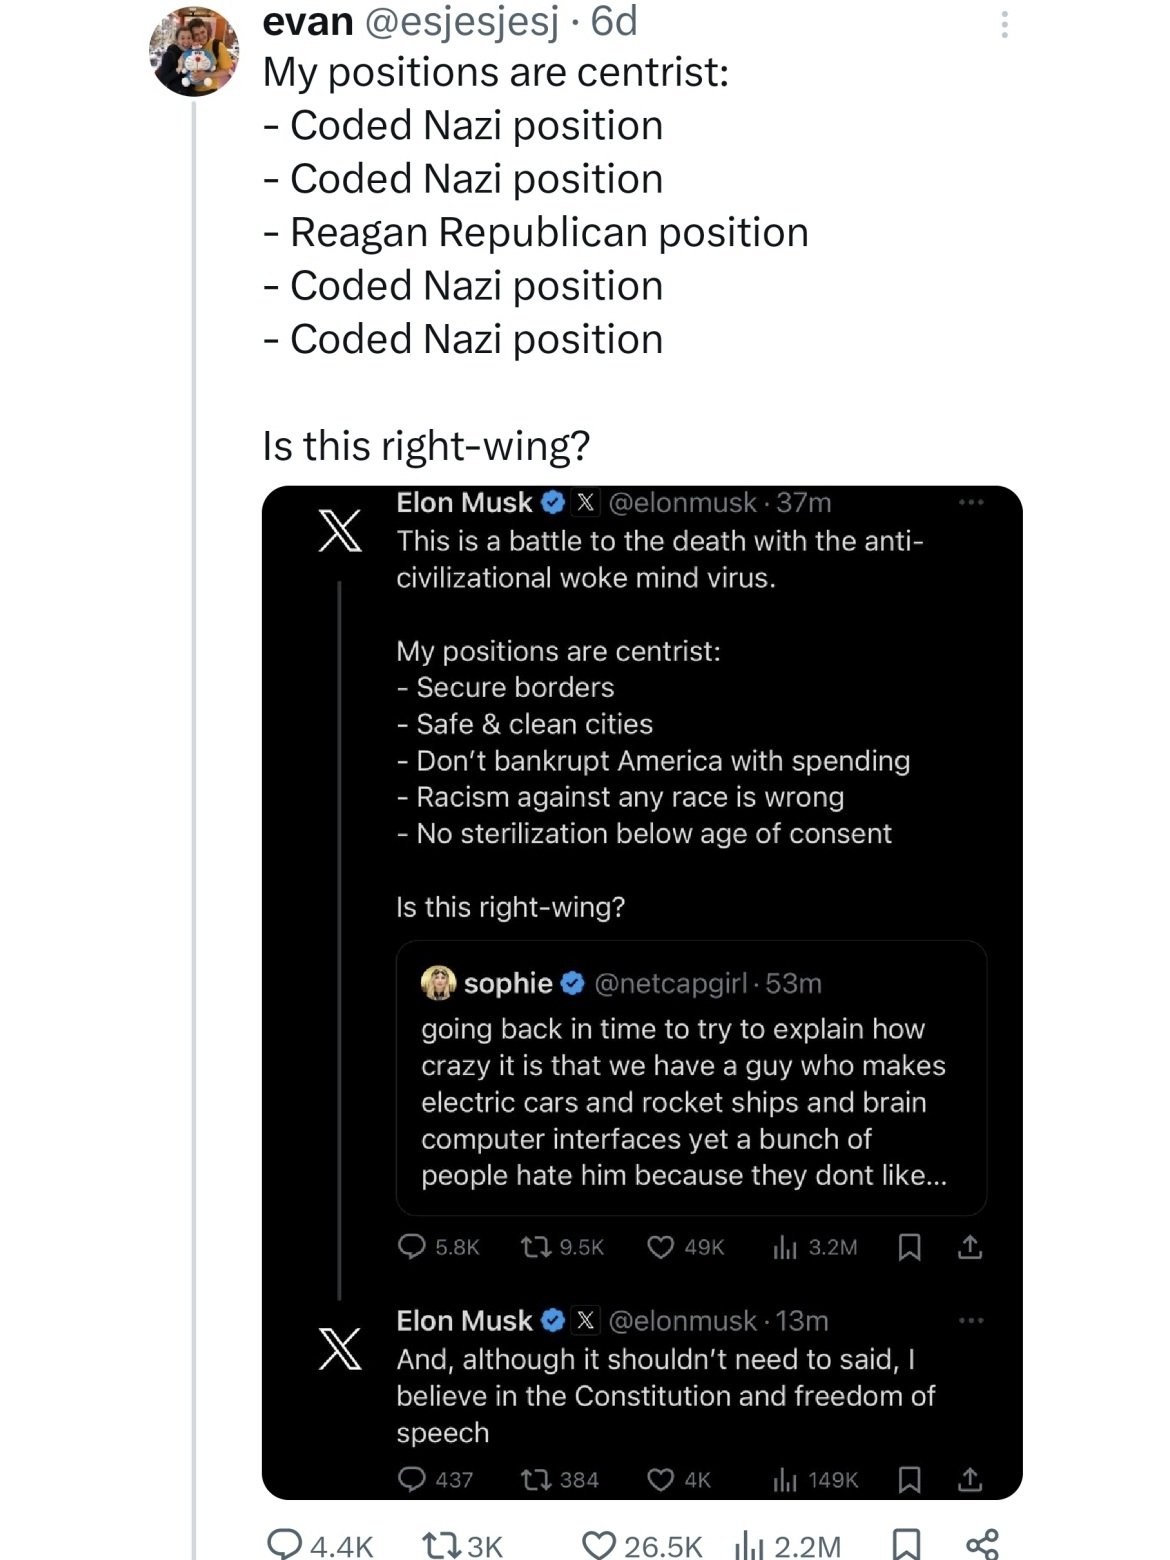 evan @esjesjesj · 6d
My positions are centrist:
- Coded Nazi position
- Coded Nazi position
- Reagan Republican position
- Coded Nazi position
- Coded Nazi position
Is this right-wing?
Elon Musk X @elonmusk · 37m
This is a battle to the death with the anti-
civilizational woke mind virus.
My positions are centrist:
- Secure borders
- Safe & clean cities
- Don't bankrupt America with spending
- Racism against any race is wrong
- No sterilization below age of consent
Is this right-wing?
sophie @netcapgirl · 53m
going back in time to try to explain how
crazy it is that we have a guy who makes
electric cars and rocket ships and brain
computer interfaces yet a bunch of
people hate him because they dont like...
5.8K 9.5K 49K 3.2M
Elon Musk X @elonmusk · 13m
And, although it shouldn't need to said, I
believe in the Constitution and freedom of
speech
437 384 4K 149K
4.4K 3K 26.5K 2.2M